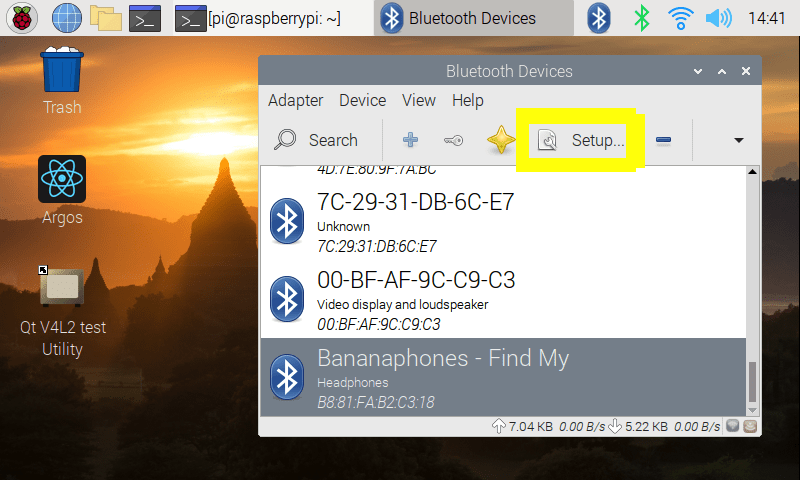 [pi@raspberrypi: ~]
Bluetooth Devices
14:41
Trash
Argos
Qt V4L2 test
Utility
Bluetooth Devices
Adapter Device View Help
Search
Setup...
4D:7E:80:9F:7A:BC
7C-29-31-DB-6C-E7
Unknown
7C:29:31:DB:6C:E7
00-BF-AF-9C-C9-C3
Video display and loudspeaker
00:BF:AF:9C:C9:C3
Bananaphones - Find My
Headphones
B8:81:FA:B2:C3:18
7.04 KB 0.00 B/s 5.22 KB 0.00 B/s